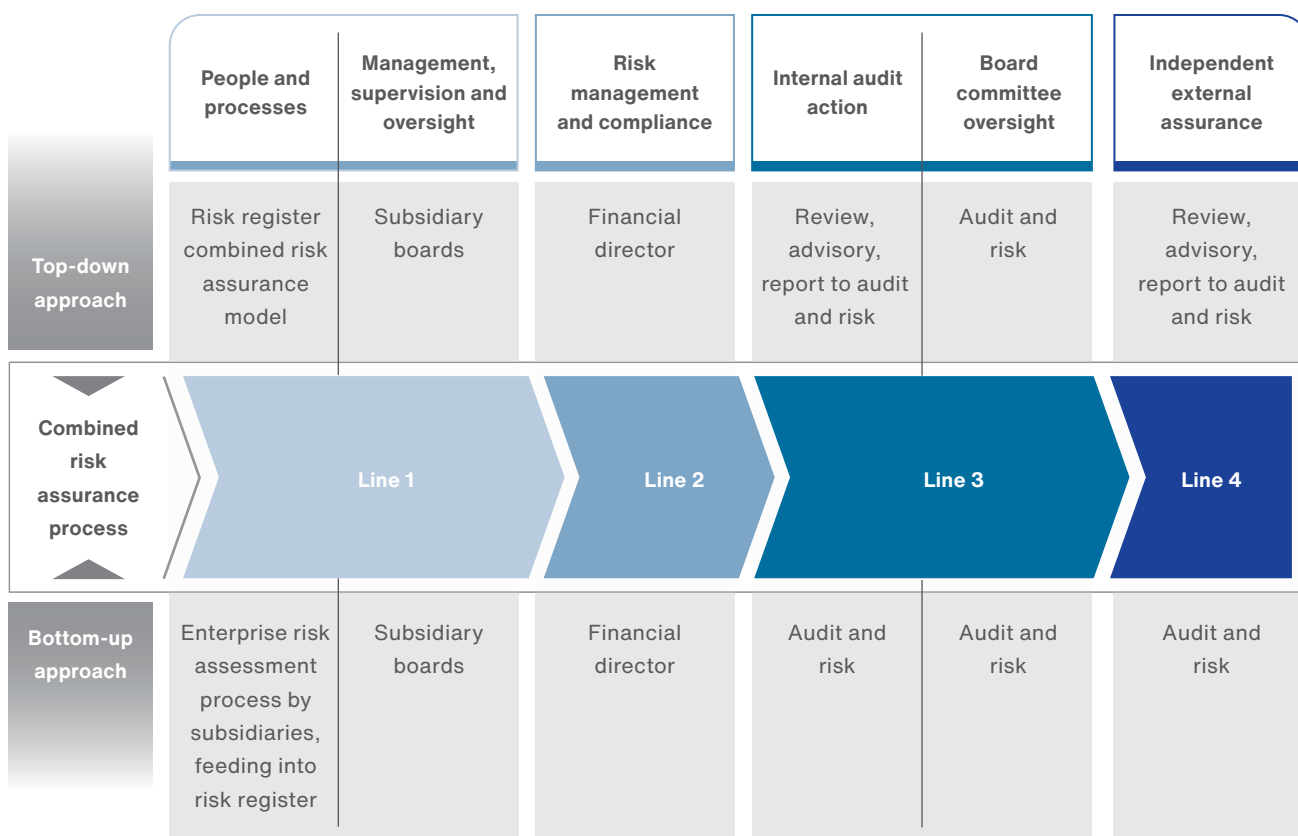 People and
processes
Management,
supervision and
oversight
Risk
management
and compliance
Internal audit
action
Board
committee
oversight
Independent
external
assurance
Top-down
approach
Risk register
combined risk
assurance
model
Subsidiary
boards
Financial
director
Review,
advisory,
report to audit
and risk
Audit and
risk
Review,
advisory,
report to audit
and risk
Combined
risk
assurance
process
Line 1
Line 2
Line 3
Line 4
Bottom-up
approach
Enterprise risk
assessment
process by
subsidiaries,
feeding into
risk register
Subsidiary
boards
Financial
director
Audit and
risk
Audit and
risk
Audit and
risk